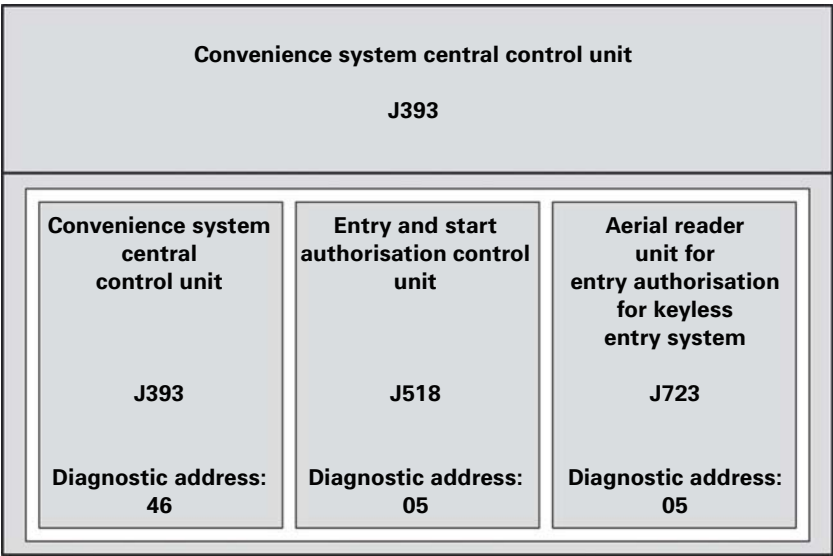 Convenience system central control unit
J393
Convenience system
central
control unit
J393
Diagnostic address:
46
Entry and start
authorisation control
unit
J518
Diagnostic address:
05
Aerial reader
unit for
entry authorisation
for keyless
entry system
J723
Diagnostic address:
05